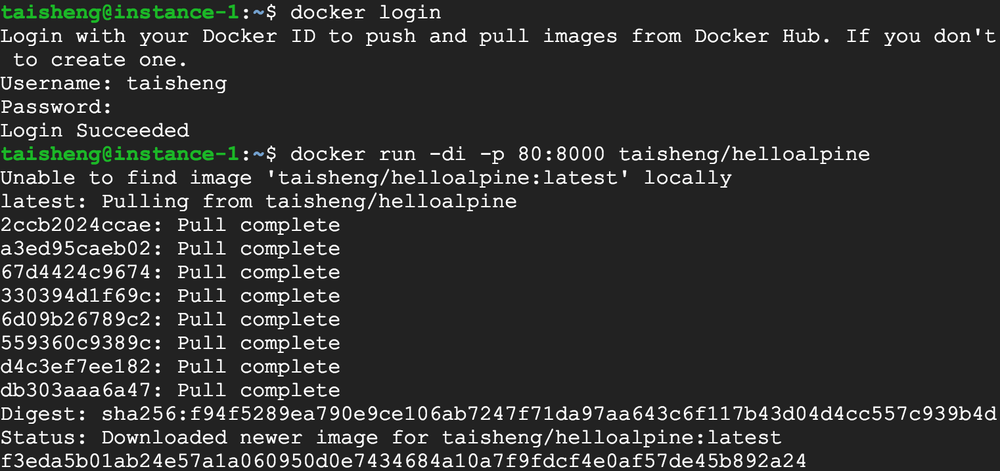 taisheng@instance-1:~$ docker login
Login with your Docker ID to push and pull images from Docker Hub. If you don't
 to create one.
Username: taisheng
Password:
Login Succeeded
taisheng@instance-1:~$ docker run -di -p 80:8000 taisheng/helloalpine
Unable to find image 'taisheng/helloalpine:latest' locally
latest: Pulling from taisheng/helloalpine
2ccb2024ccae: Pull complete
a3ed95caeb02: Pull complete
67d4424c9674: Pull complete
330394d1f69c: Pull complete
6d09b26789c2: Pull complete
559360c9389c: Pull complete
d4c3ef7ee182: Pull complete
db303aaa6a47: Pull complete
Digest: sha256:f94f5289ea790e9ce106ab7247f71da97aa643c6f117b43d04d4cc557c939b4d
Status: Downloaded newer image for taisheng/helloalpine:latest
f3eda5b01ab24e57a1a060950d0e7434684a10a7f9fdcf4e0af57de45b892a24